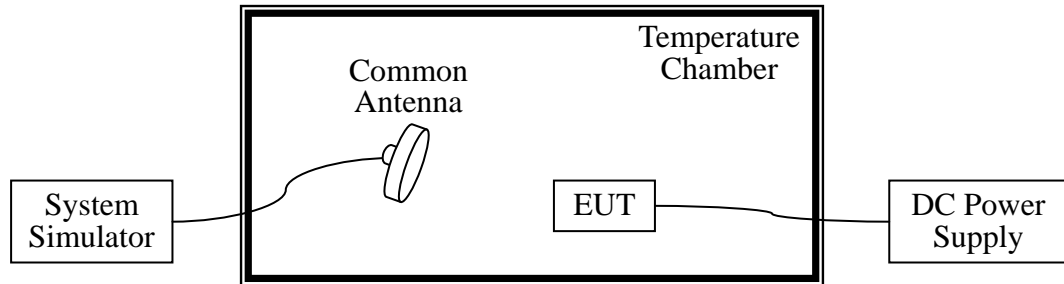 Temperature
Chamber
Common
Antenna
System
Simulator
EUT
DC Power
Supply